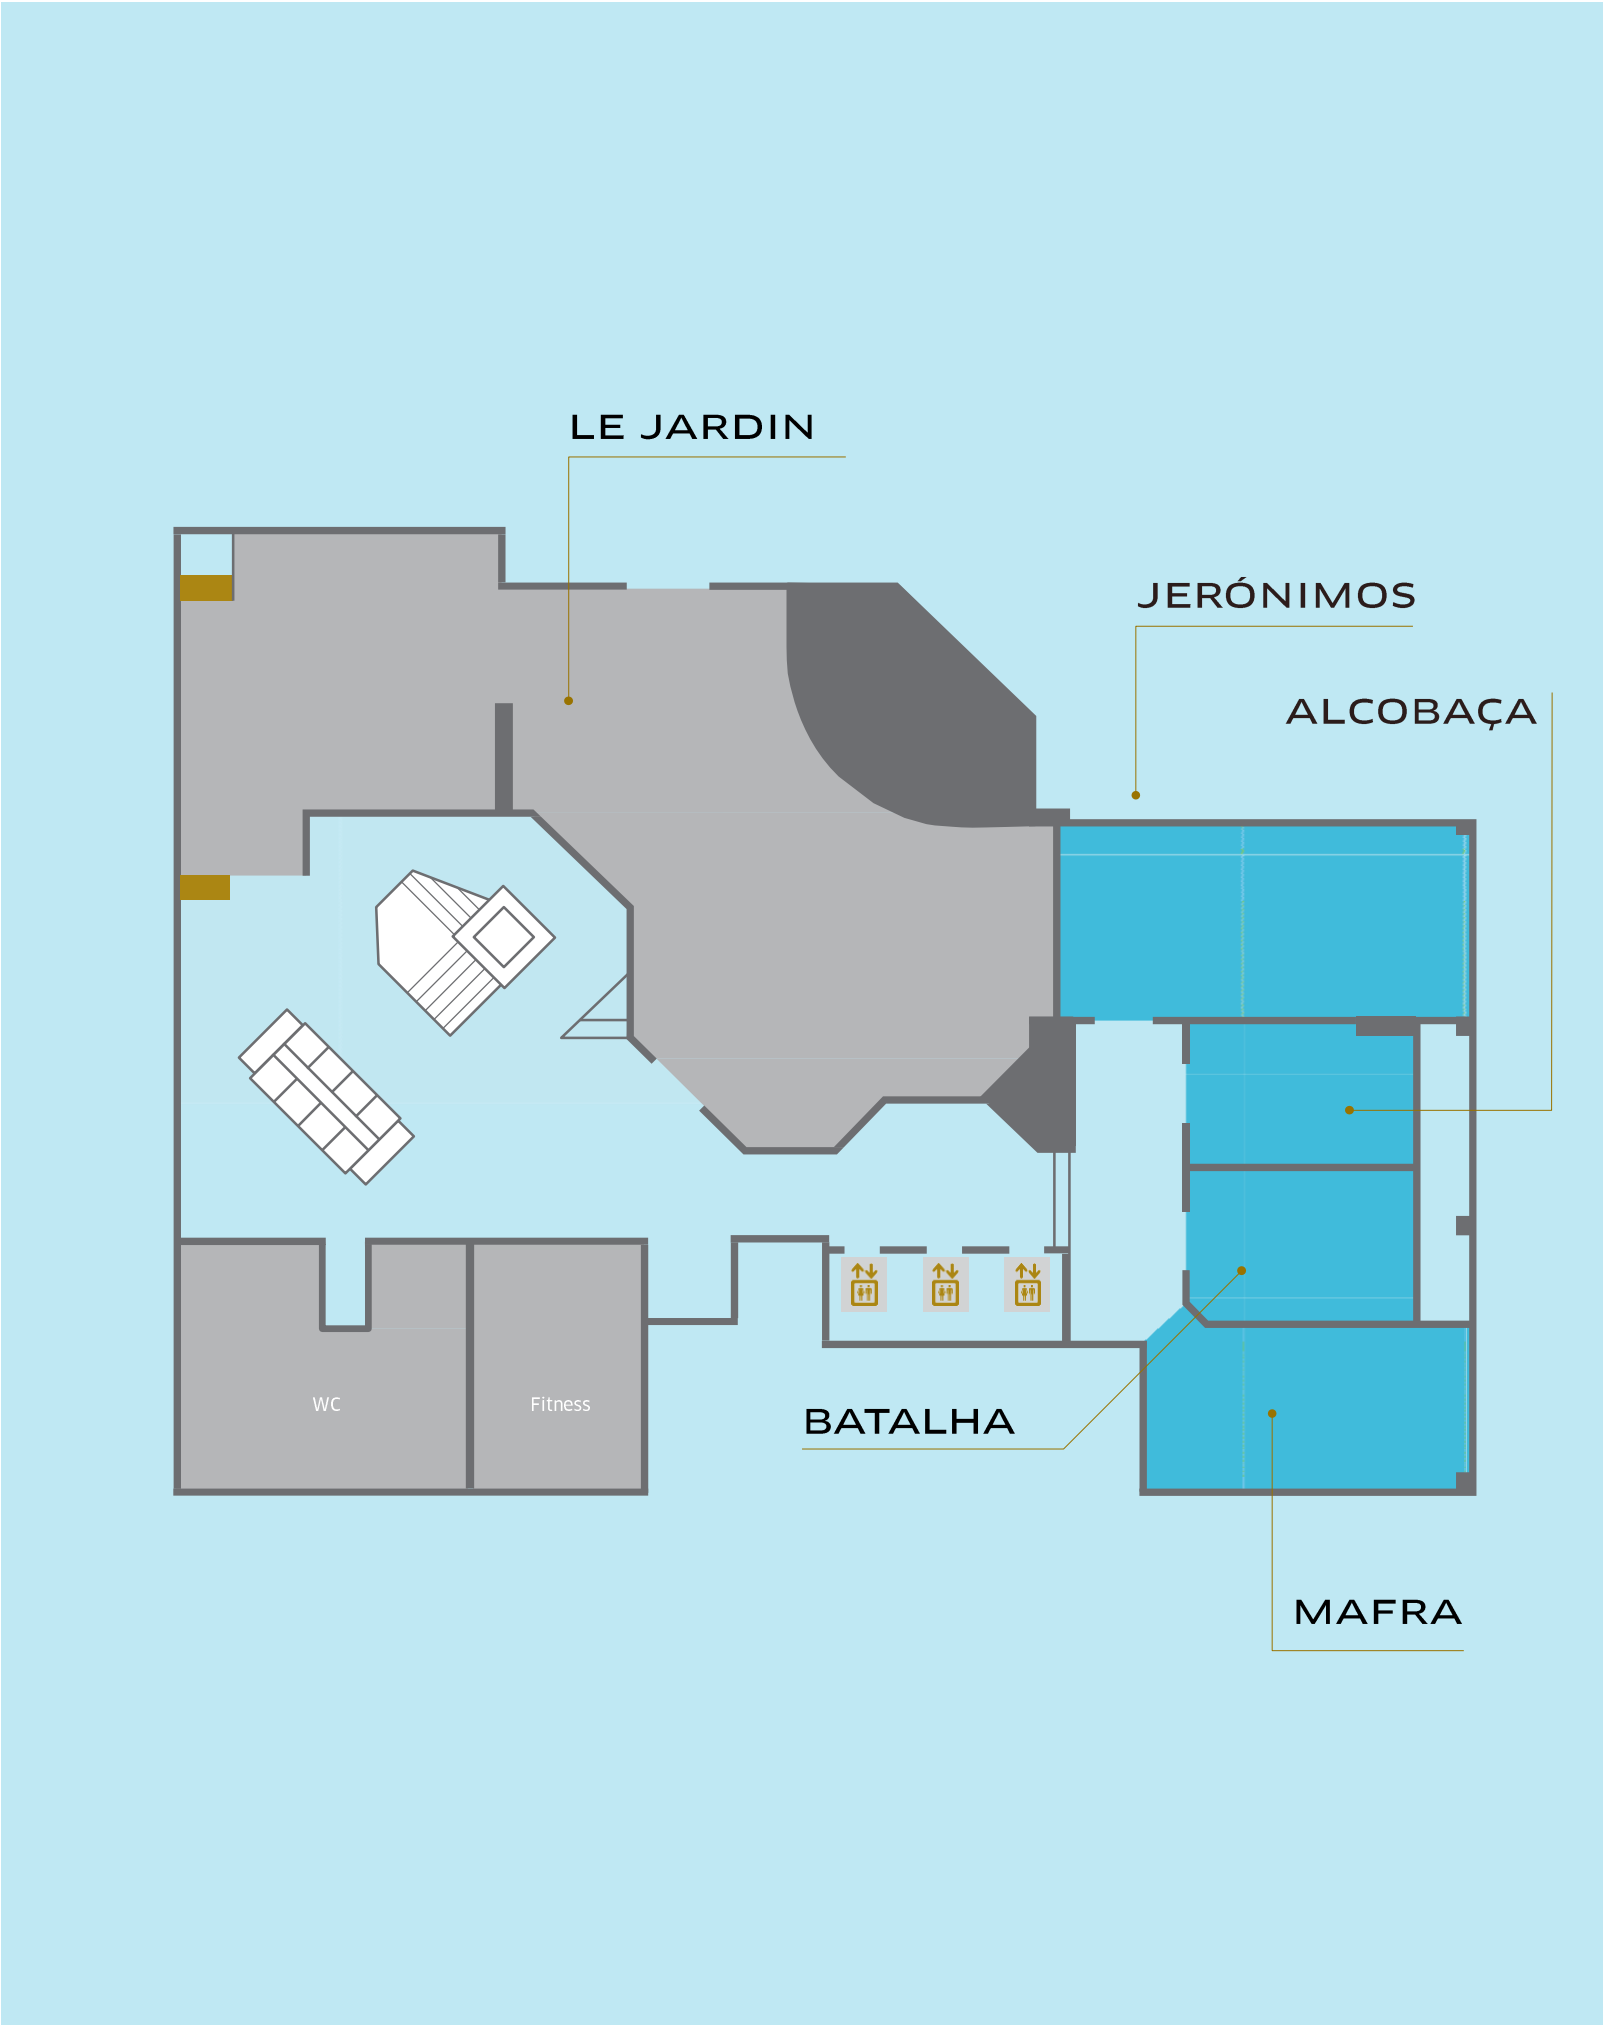 LE JARDIN
JERÓNIMOS
ALCOBAÇA
WC
Fitness
BATALHA
MAFRA